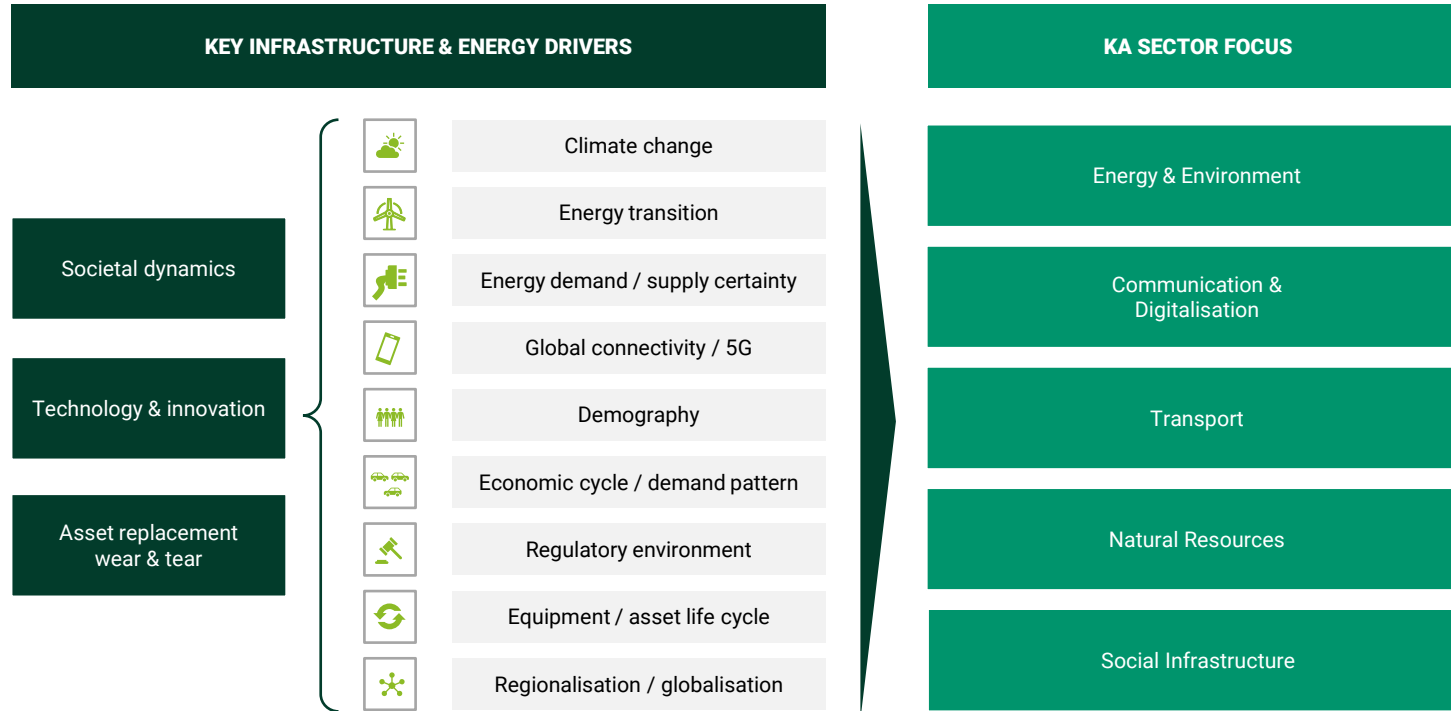 KEY INFRASTRUCTURE & ENERGY DRIVERS
KA SECTOR FOCUS
Societal dynamics
Technology & innovation
Asset replacement
wear & tear
Climate change
Energy transition
Energy demand / supply certainty
Global connectivity / 5G
Demography
Economic cycle / demand pattern
Regulatory environment
Equipment / asset life cycle
Regionalisation / globalisation
Energy & Environment
Communication &
Digitalisation
Transport
Natural Resources
Social Infrastructure